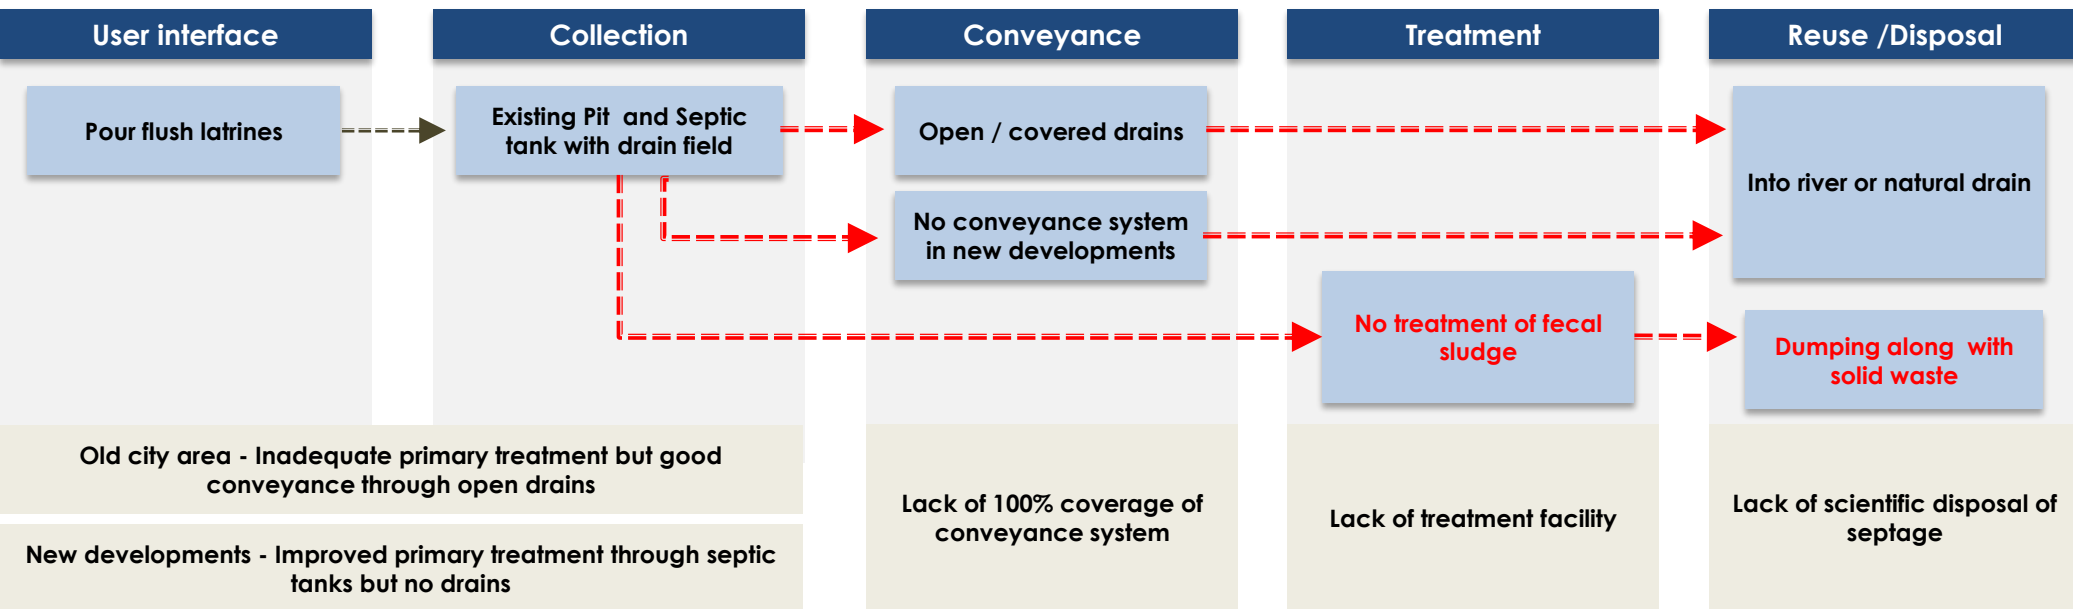 User interface
Collection
Conveyance
Treatment
Reuse /Disposal
Pour flush latrines
Existing Pit and Septic
tank with drain field
Open / covered drains
Into river or natural drain
No conveyance system
in new developments
No treatment of fecal
sludge
Dumping along with
solid waste
Old city area - Inadequate primary treatment but good
conveyance through open drains
New developments - Improved primary treatment through septic
tanks but no drains
Lack of 100% coverage of
conveyance system
Lack of treatment facility
Lack of scientific disposal of
septage